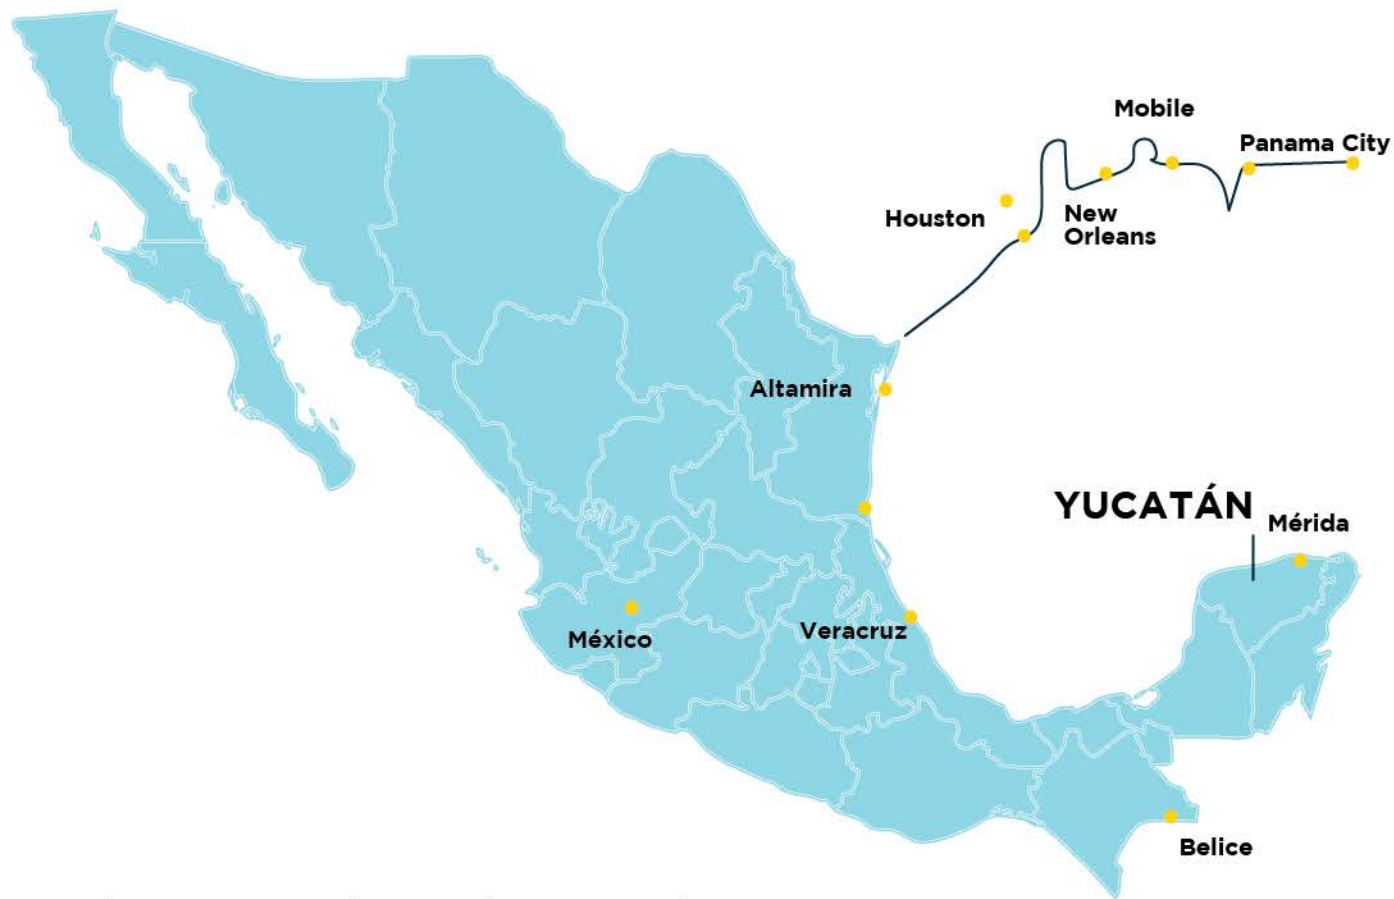 Mobile
Panama City
Houston
New
Orleans
Altamira
YUCATÁN
Mérida
México
Veracruz
Belice